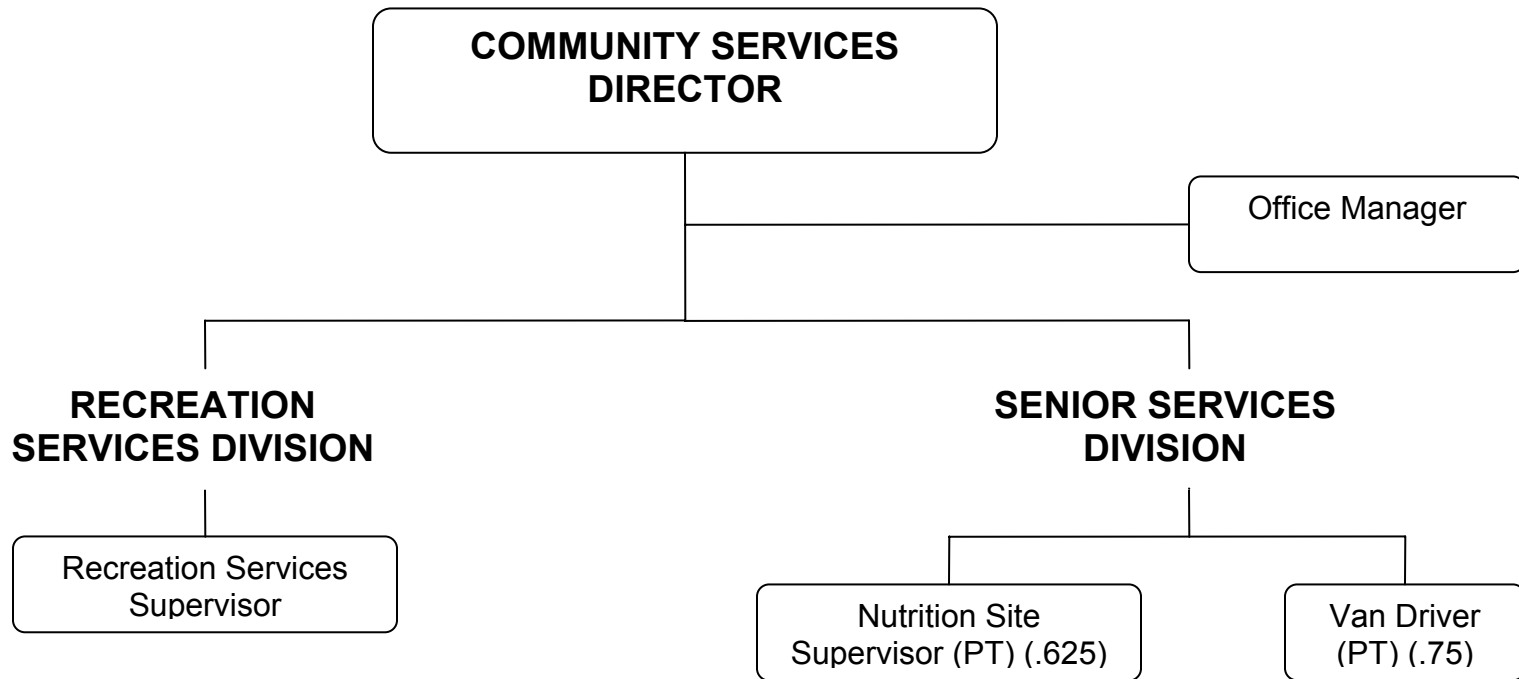 COMMUNITY SERVICES
DIRECTOR
Office Manager
RECREATION
SERVICES DIVISION
SENIOR SERVICES
DIVISION
Recreation Services
Supervisor
Nutrition Site
Supervisor (PT) (.625)
Van Driver
(PT) (.75)